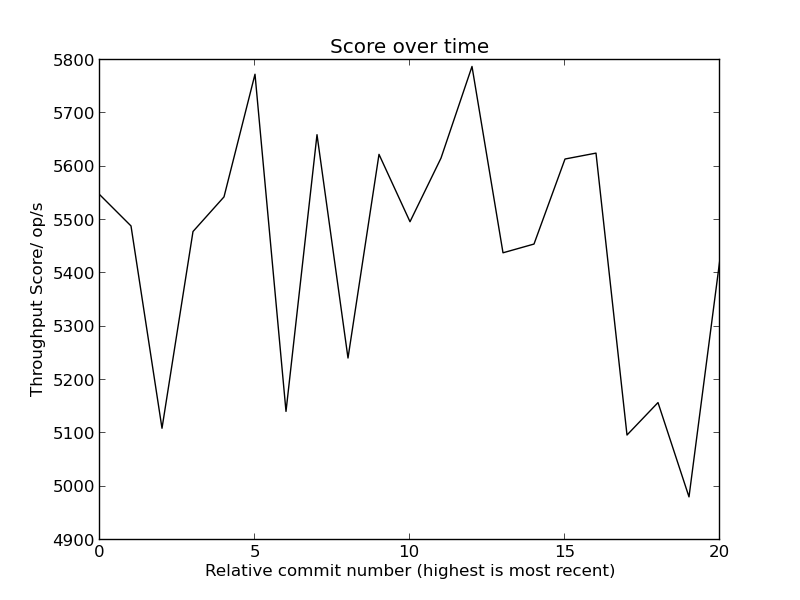 Score over time
Throughput Score/ op/s
5800
5700
5600
5500
5400
5300
5200
5100
5000
4900
0 5 10 15 20
Relative commit number (highest is most recent)